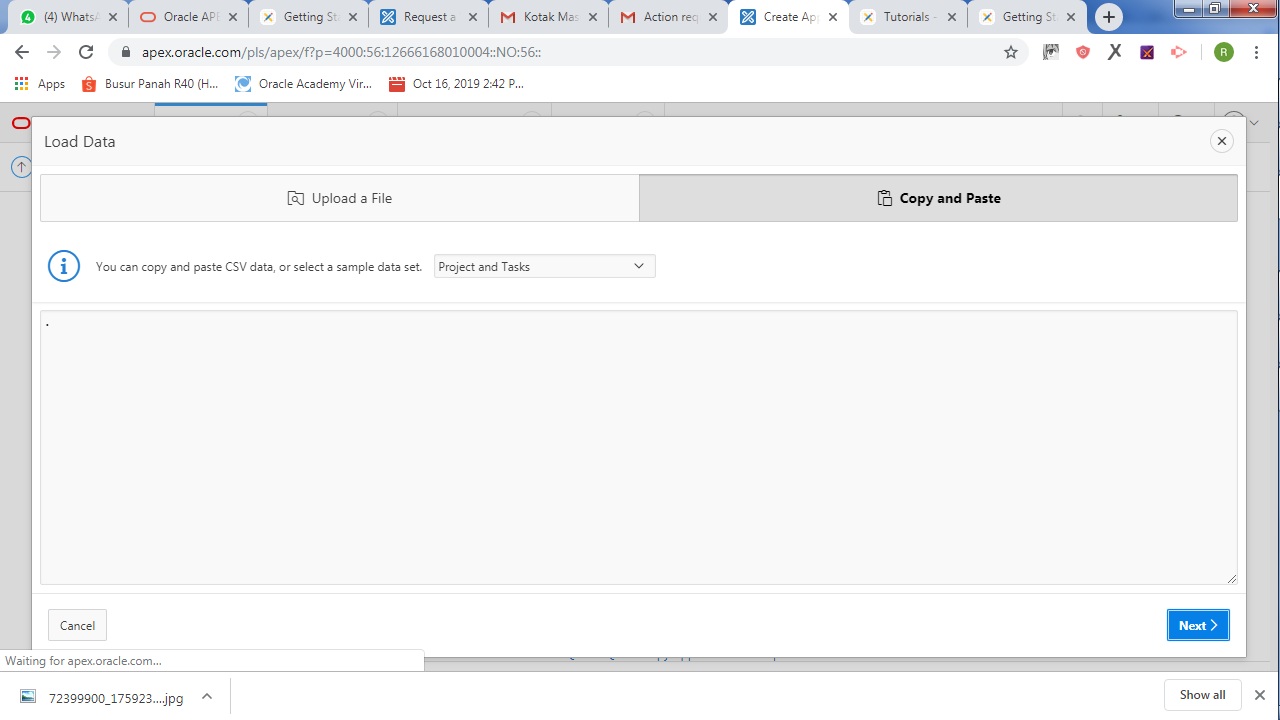 (4) WhatsA
Oracle APE
Getting Sta
Request a
Kotak Mas
Action req
Create App
Tutorials -
Getting St
apex.oracle.com/pls/apex/f?p=4000:56:12666168010004::NO:56::
R
Apps
Busur Panah R40 (H...
Oracle Academy Vir...
Oct 16, 2019 2:42 P...
Load Data
Upload a File
Copy and Paste
You can copy and paste CSV data, or select a sample data set.
Project and Tasks
.
Cancel
Next
Waiting for apex.oracle.com...
72399900_175923....jpg
Show all